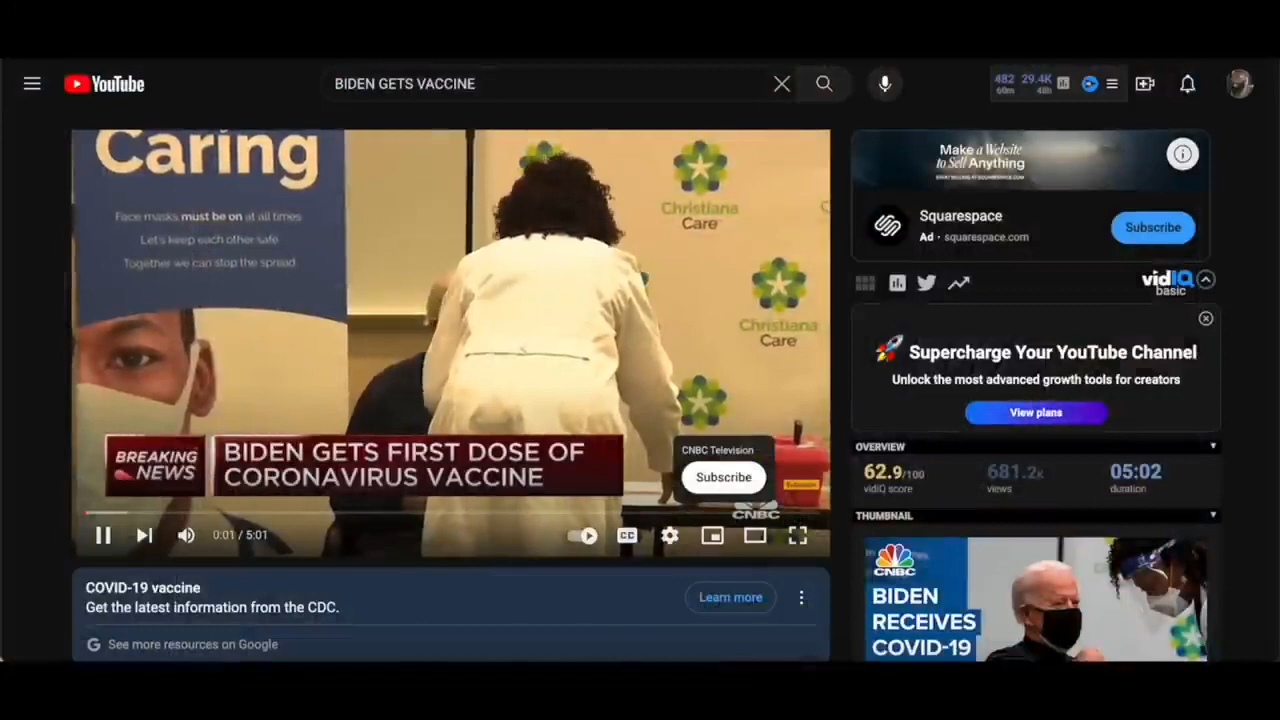 YouTube
BIDEN GETS VACCINE
482
60m
29.4K
48h
Caring
Face masks must be on at all times
Let's keep each other safe
Together we can stop the spread
Christiana
Care
Christiana
Care
BREAKING
NEWS
BIDEN GETS FIRST DOSE OF
CORONAVIRUS VACCINE
CNBC Television
Subscribe
CNBC
0:01 / 5:01
CC
COVID-19 vaccine
Get the latest information from the CDC.
Learn more
G See more resources on Google
Make a Website
to Sell Anything
Squarespace
Ad · squarespace.com
Subscribe
vidIQ
basic
Supercharge Your YouTube Channel
Unlock the most advanced growth tools for creators
View plans
OVERVIEW
62.9/100
vidIQ score
681.2K
views
05:02
duration
THUMBNAIL
CNBC
BIDEN
RECEIVES
COVID-19